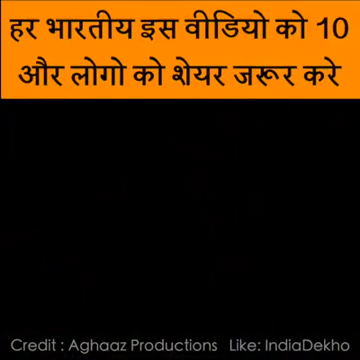 हर भारतीय इस वीडियो को 10
और लोगो को शेयर जरूर करे
Credit : Aghaaz Productions Like: IndiaDekho